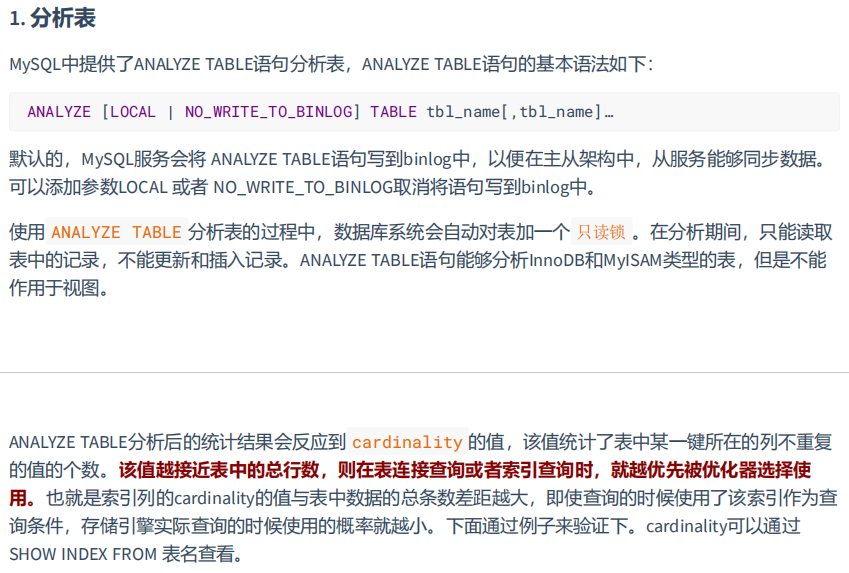 1. 分析表
MySQL中提供了ANALYZE TABLE语句分析表，ANALYZE TABLE语句的基本语法如下：
ANALYZE [LOCAL | NO_WRITE_TO_BINLOG] TABLE tbl_name[,tbl_name]…
默认的，MySQL服务会将 ANALYZE TABLE语句写到binlog中，以便在主从架构中，从服务能够同步数据。
可以添加参数LOCAL 或者 NO_WRITE_TO_BINLOG取消将语句写到binlog中。
使用 ANALYZE TABLE 分析表的过程中，数据库系统会自动对表加一个 只读锁 。在分析期间，只能读取
表中的记录，不能更新和插入记录。ANALYZE TABLE语句能够分析InnoDB和MyISAM类型的表，但是不能
作用于视图。
ANALYZE TABLE分析后的统计结果会反应到 cardinality 的值，该值统计了表中某一键所在的列不重复
的值的个数。该值越接近表中的总行数，则在表连接查询或者索引查询时，就越优先被优化器选择使
用。也就是索引列的cardinality的值与表中数据的总条数差距越大，即使查询的时候使用了该索引作为查
询条件，存储引擎实际查询的时候使用的概率就越小。下面通过例子来验证下。cardinality可以通过
SHOW INDEX FROM 表名查看。